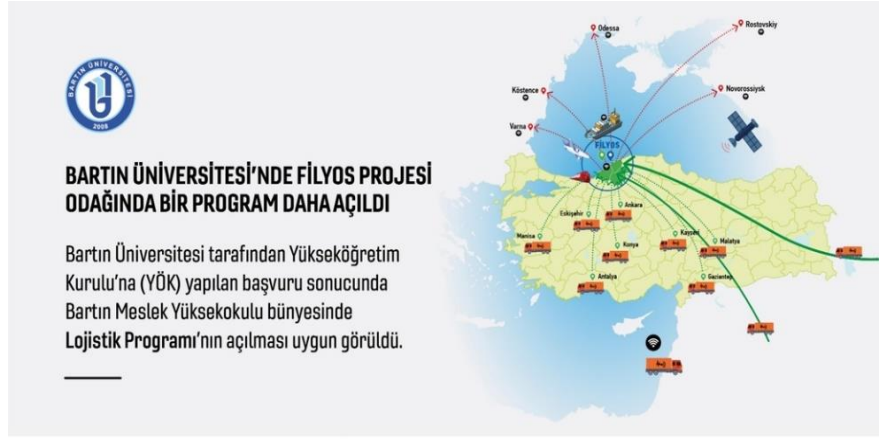 BARTIN ÜNİVERSİTESİ
2008
BARTIN ÜNİVERSİTESİ’NDE FİLYOS PROJESİ
ODAĞINDA BİR PROGRAM DAHA AÇILDI
Bartın Üniversitesi tarafından Yükseköğretim
Kurulu’na (YÖK) yapılan başvuru sonucunda
Bartın Meslek Yüksekokulu bünyesinde
Lojistik Programı’nın açılması uygun görüldü.
Odessa
Rostovskiy
Köstence
Novorossiysk
Varna
FİLYOS
Ankara
Eskişehir
Manisa
Kayseri
Konya
Malatya
Antalya
Gaziantep